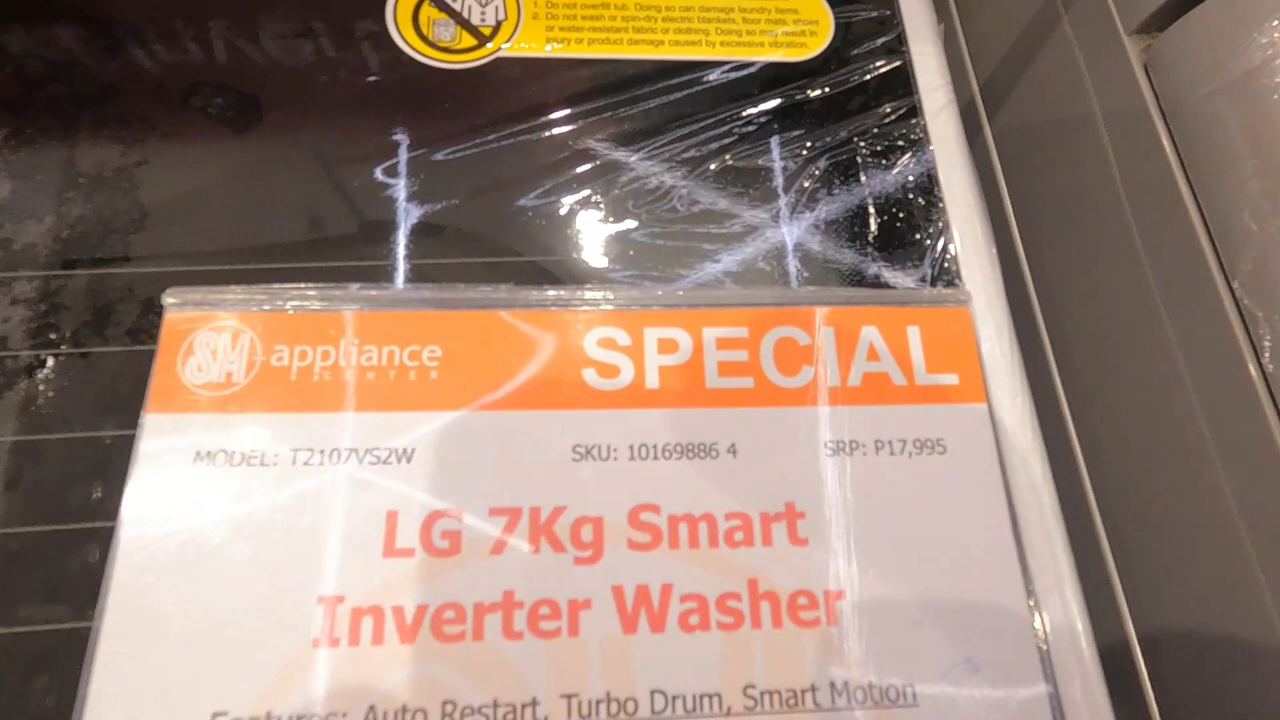 1. Do not overfill tub. Doing so can damage laundry items.
2. Do not wash or spin-dry electric blankets, floor mats, shoes
or water-resistant fabric or clothing. Doing so may result in
injury or product damage caused by excessive vibration.
SM appliance
CENTER
SPECIAL
MODEL: T2107VS2W
SKU: 10169886 4
SRP: P17,995
LG 7Kg Smart
Inverter Washer
Features: Auto Restart, Turbo Drum, Smart Motion